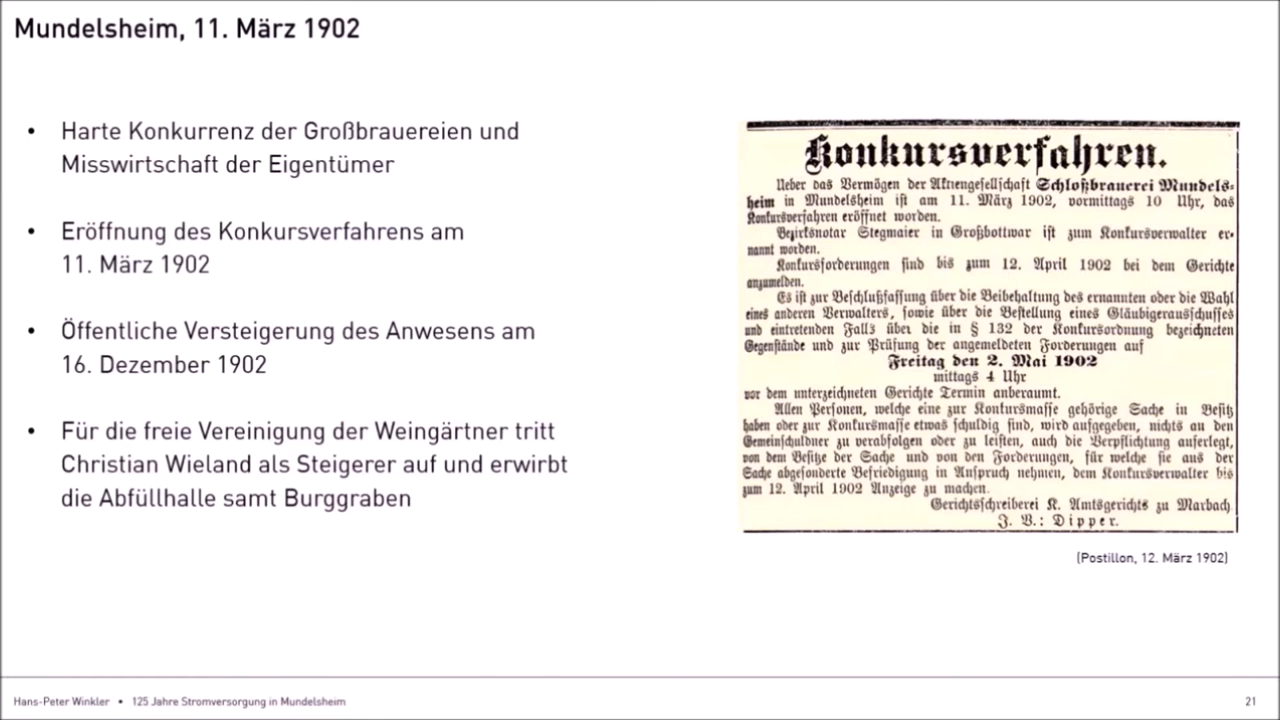 Mundelsheim, 11. März 1902
• Harte Konkurrenz der Großbrauereien und
Misswirtschaft der Eigentümer
• Eröffnung des Konkursverfahrens am
11. März 1902
• Öffentliche Versteigerung des Anwesens am
16. Dezember 1902
• Für die freie Vereinigung der Weingärtner tritt
Christian Wieland als Steigerer auf und erwirbt
die Abfüllhalle samt Burggraben
Konkursverfahren.
Ueber das Vermögen der Aktiengesellschaft Schloßbrauerei Mundels-
heim in Mundelsheim ist am 11. März 1902, vormittags 10 Uhr, das
Konkursverfahren eröffnet worden.
Bezirksnotar Stegmaier in Großbottwar ist zum Konkursverwalter er-
nannt worden.
Konkursforderungen sind bis zum 12. April 1902 bei dem Gerichte
anzumelden.
Es ist zur Beschlußfassung über die Beibehaltung des ernannten oder die Wahl
eines anderen Verwalters, sowie über die Bestellung eines Gläubigerausschusses
und eintretenden Falls über die in § 132 der Konkursordnung bezeichneten
Gegenstände und zur Prüfung der angemeldeten Forderungen auf
Freitag den 2. Mai 1902
mittags 4 Uhr
vor dem unterzeichneten Gerichte Termin anberaumt.
Allen Personen, welche eine zur Konkursmasse gehörige Sache in Besitz
haben oder zur Konkursmasse etwas schuldig sind, wird aufgegeben, nichts an den
Gemeinschuldner zu verabfolgen oder zu leisten, auch die Verpflichtung auferlegt,
von dem Besitze der Sache und von den Forderungen, für welche sie aus der
Sache abgesonderte Befriedigung in Anspruch nehmen, dem Konkursverwalter bis
zum 12. April 1902 Anzeige zu machen.
Gerichtsschreiberei K. Amtsgerichts zu Marbach
J. V.: Dipper.
(Postillon, 12. März 1902)
Hans-Peter Winkler • 125 Jahre Stromversorgung in Mundelsheim
21